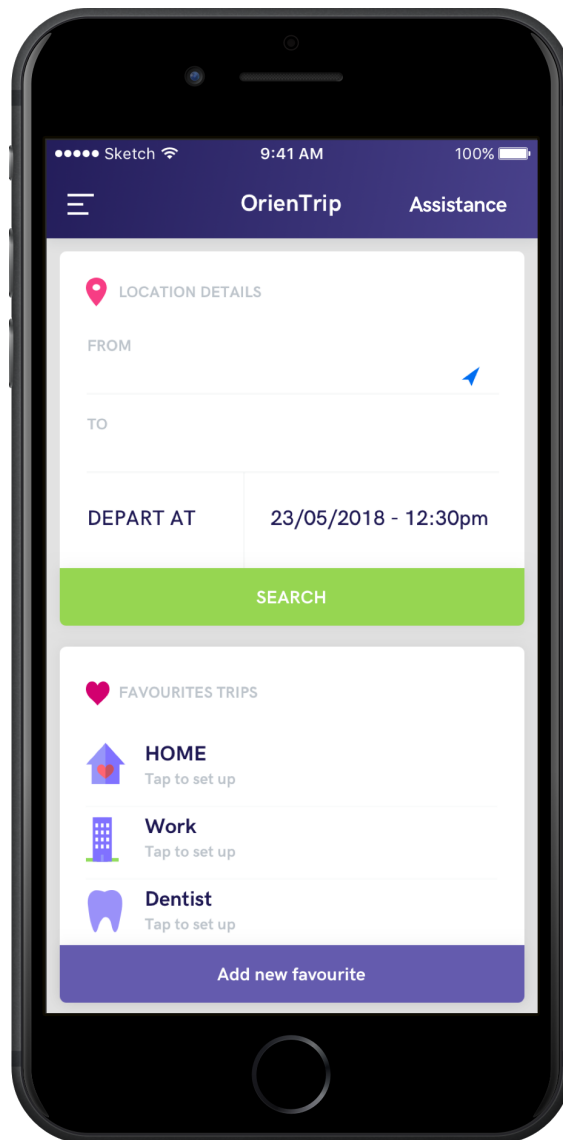 Sketch 9:41 AM 100%
OrienTrip Assistance
LOCATION DETAILS
FROM
TO
DEPART AT 23/05/2018 - 12:30pm
SEARCH
FAVOURITES TRIPS
HOME
Tap to set up
Work
Tap to set up
Dentist
Tap to set up
Add new favourite